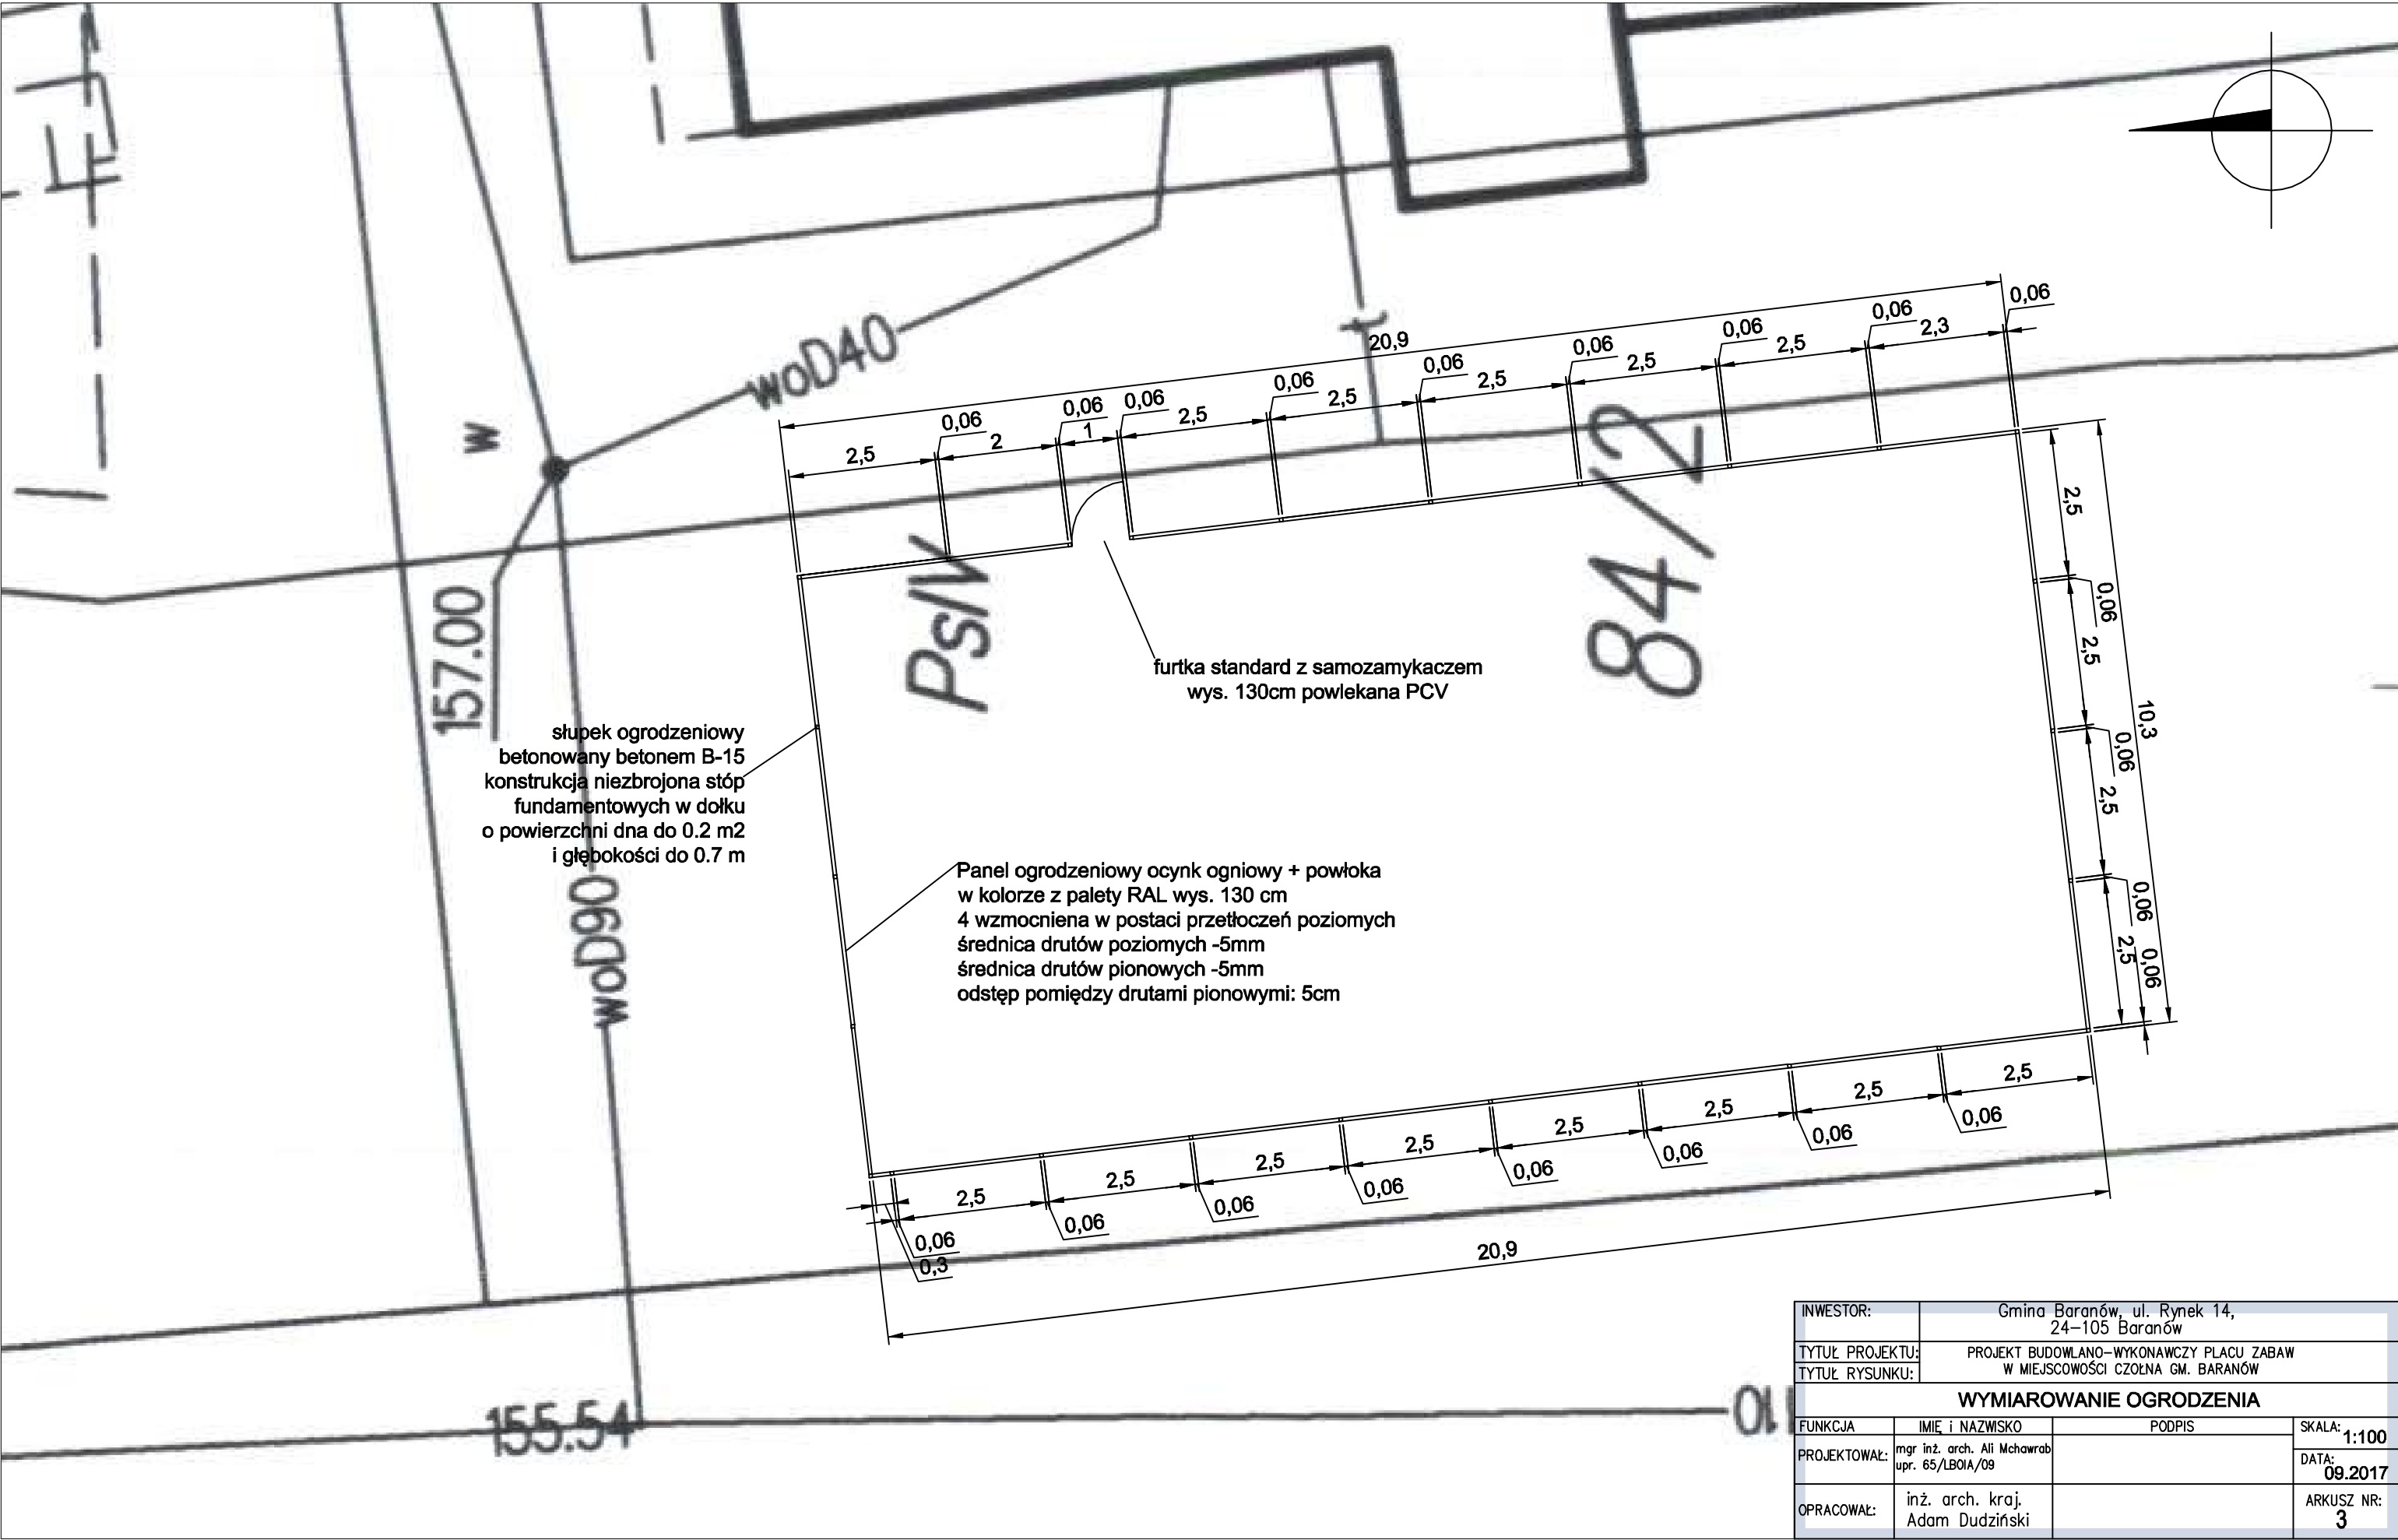 woD40
w
157.00
woD90
155.54
PsIV
84/2
t
20,9
2,5
0,06
2
0,06
1
0,06
2,5
0,06
2,5
0,06
2,5
0,06
2,5
0,06
2,5
0,06
2,3
0,06
2,5
0,06
2,5
0,06
2,5
0,06
2,5
0,06
10,3
furtka standard z samozamykaczem
wys. 130cm powlekana PCV
słupek ogrodzeniowy
betonowany betonem B-15
konstrukcja niezbrojona stóp
fundamentowych w dołku
o powierzchni dna do 0.2 m2
i głębokości do 0.7 m
Panel ogrodzeniowy ocynk ogniowy + powłoka
w kolorze z palety RAL wys. 130 cm
4 wzmocniena w postaci przetłoczeń poziomych
średnica drutów poziomych -5mm
średnica drutów pionowych -5mm
odstęp pomiędzy drutami pionowymi: 5cm
0,3
0,06
2,5
0,06
2,5
0,06
2,5
0,06
2,5
0,06
2,5
0,06
2,5
0,06
2,5
0,06
2,5
20,9
INWESTOR: Gmina Baranów, ul. Rynek 14,
24-105 Baranów
TYTUŁ PROJEKTU: PROJEKT BUDOWLANO-WYKONAWCZY PLACU ZABAW
TYTUŁ RYSUNKU: W MIEJSCOWOŚCI CZOŁNA GM. BARANÓW
WYMIAROWANIE OGRODZENIA
FUNKCJA IMIĘ i NAZWISKO PODPIS SKALA: 1:100
PROJEKTOWAŁ: mgr inż. arch. Ali Mchawrab
upr. 65/LBOIA/09
DATA: 09.2017
OPRACOWAŁ: inż. arch. kraj.
Adam Dudziński
ARKUSZ NR:
3